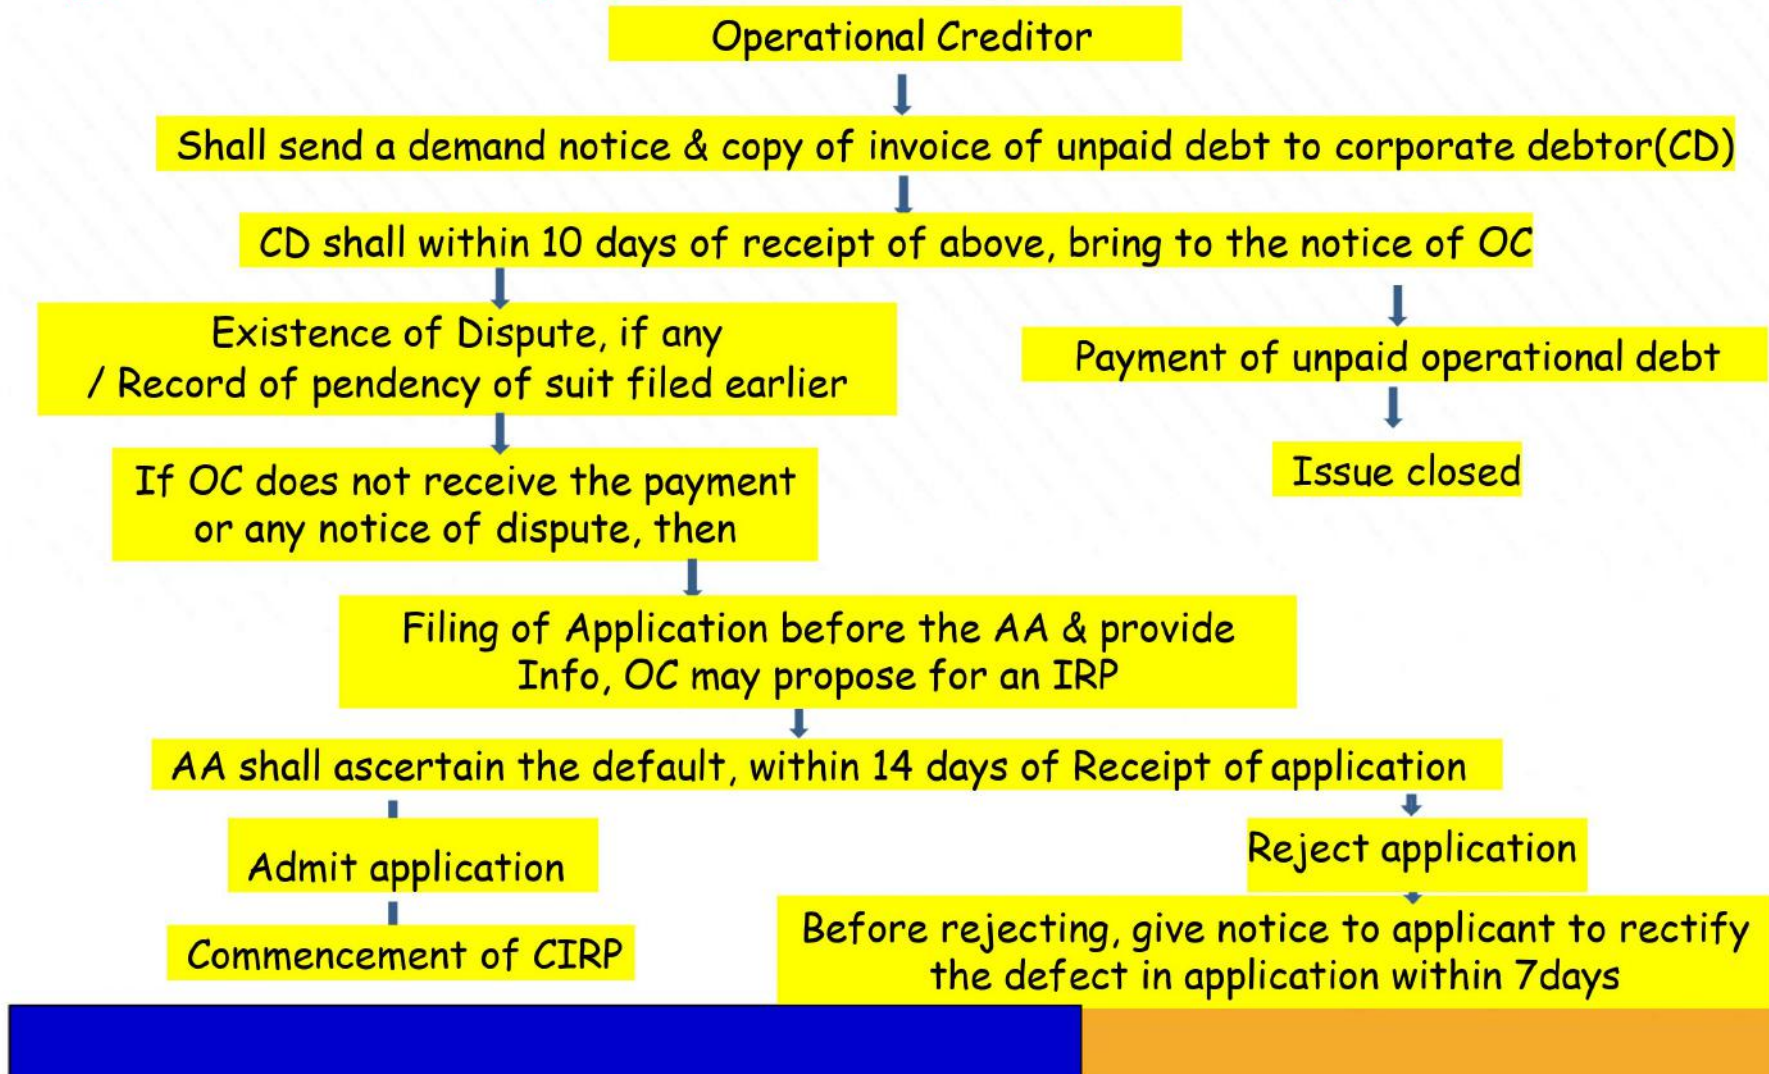 Operational Creditor
Shall send a demand notice & copy of invoice of unpaid debt to corporate debtor(CD)
CD shall within 10 days of receipt of above, bring to the notice of OC
Existence of Dispute, if any
/ Record of pendency of suit filed earlier
Payment of unpaid operational debt
Issue closed
If OC does not receive the payment
or any notice of dispute, then
Filing of Application before the AA & provide
Info, OC may propose for an IRP
AA shall ascertain the default, within 14 days of Receipt of application
Admit application
Commencement of CIRP
Reject application
Before rejecting, give notice to applicant to rectify
the defect in application within 7days